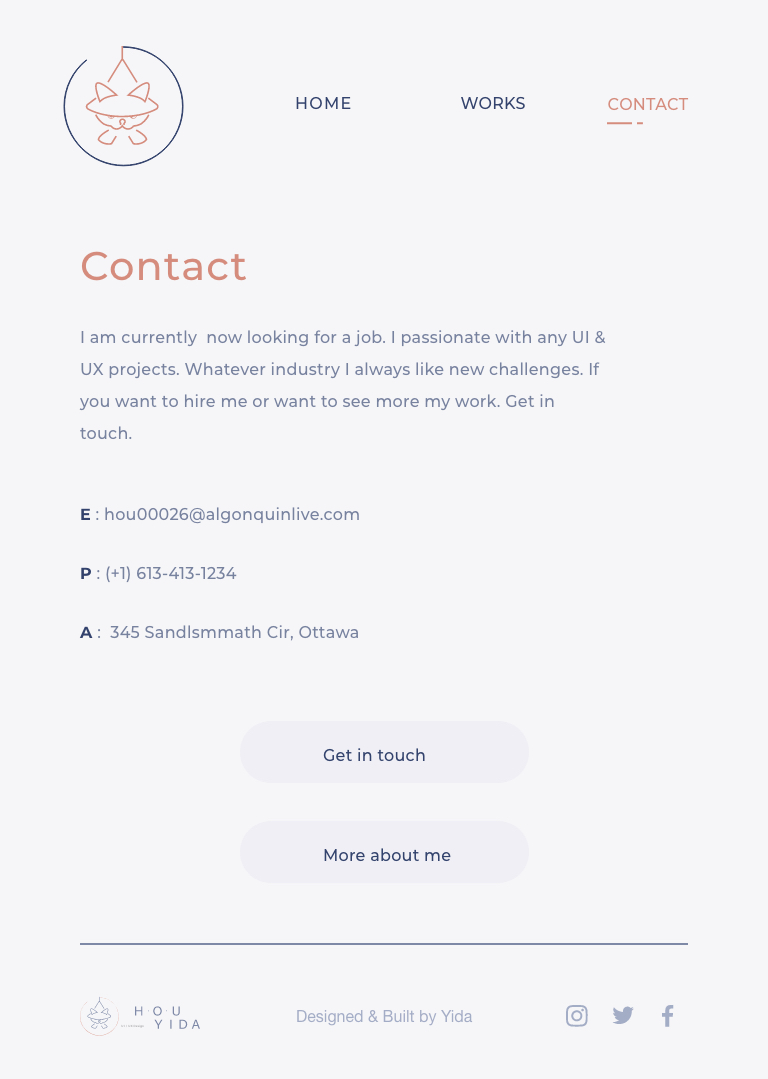 HOME WORKS CONTACT
Contact
I am currently  now looking for a job. I passionate with any UI &
UX projects. Whatever industry I always like new challenges. If
you want to hire me or want to see more my work. Get in
touch.
E : hou00026@algonquinlive.com
P : (+1) 613-413-1234
A :  345 Sandlsmmath Cir, Ottawa
Get in touch
More about me
H·O·U
YIDA
Designed & Built by Yida